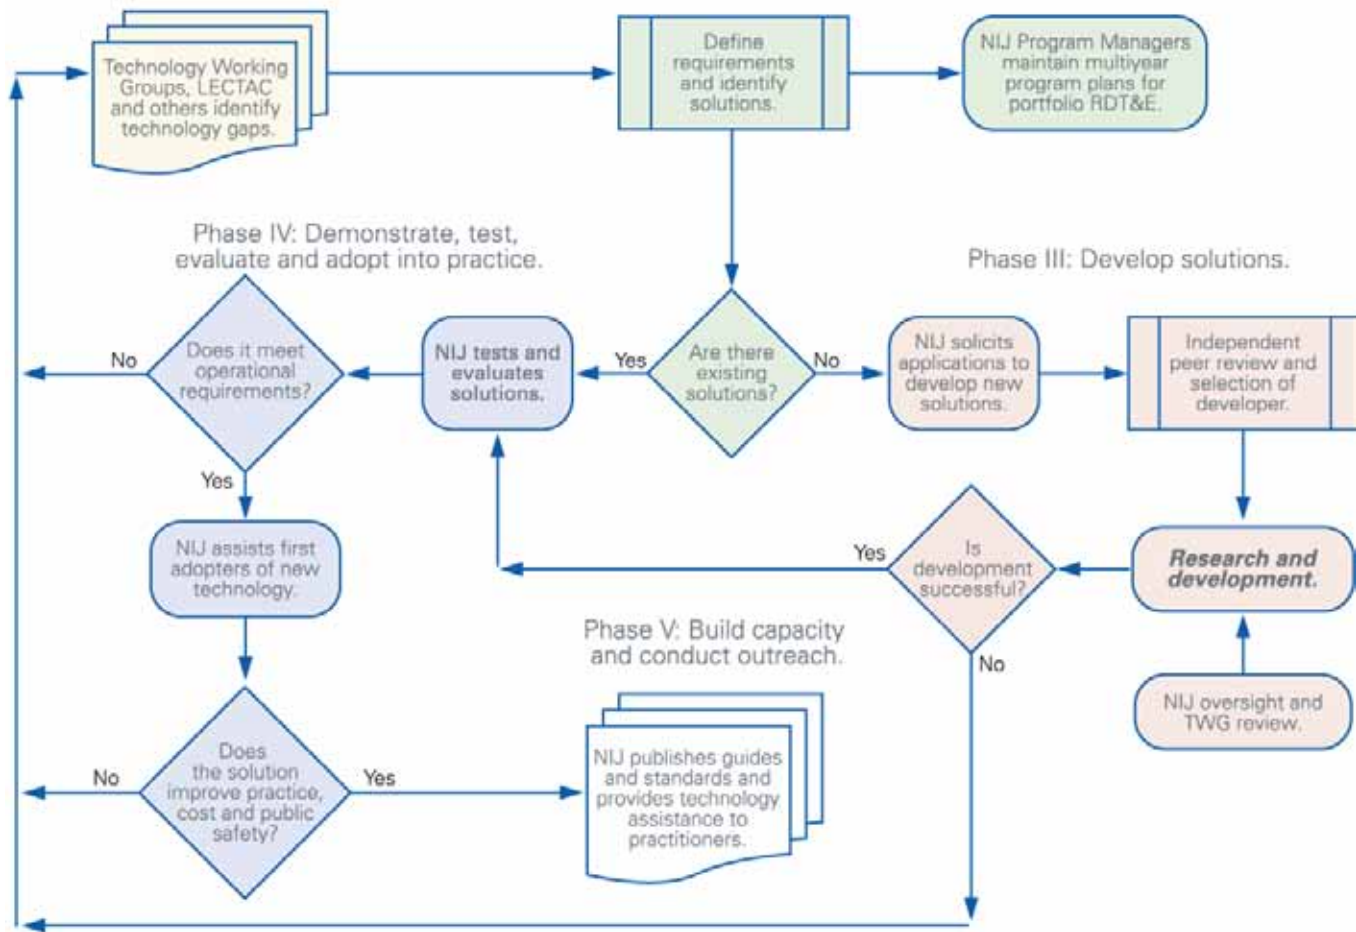 Technology Working
Groups, LECTAC
and others identify
technology gaps.
Define
requirements
and identify
solutions.
NIJ Program Managers
maintain multiyear
program plans for
portfolio RDT&E.
Phase IV: Demonstrate, test,
evaluate and adopt into practice.
Phase III: Develop solutions.
No
Does it meet
operational
requirements?
NIJ tests and
evaluates
solutions.
Yes
Are there
existing
solutions?
No
NIJ solicits
applications to
develop new
solutions.
Independent
peer review and
selection of
developer.
Yes
NIJ assists first
adopters of new
technology.
Yes
Is
development
successful?
Research and
development.
No
NIJ oversight and
TWG review.
Phase V: Build capacity
and conduct outreach.
No
Does
the solution
improve practice,
cost and public
safety?
Yes
NIJ publishes guides
and standards and
provides technology
assistance to
practitioners.